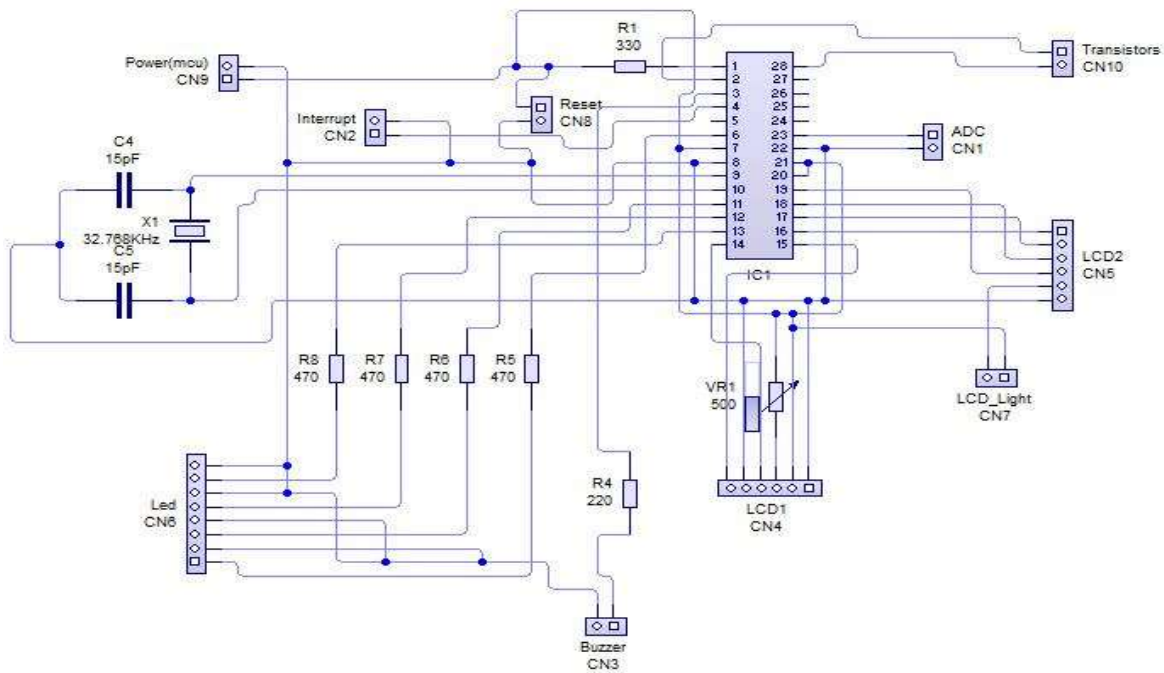 R1
330
Power(mcu)
CN9
Transistors
CN10
Interrupt
CN2
Reset
CN8
ADC
CN1
C4
15pF
X1
32.768KHz
C5
15pF
1
2
3
4
5
6
7
8
9
10
11
12
13
14
28
27
26
25
24
23
22
21
20
19
18
17
16
15
IC1
LCD2
CN5
R8
470
R7
470
R6
470
R5
470
VR1
500
LCD_Light
CN7
Led
CN6
R4
220
LCD1
CN4
Buzzer
CN3